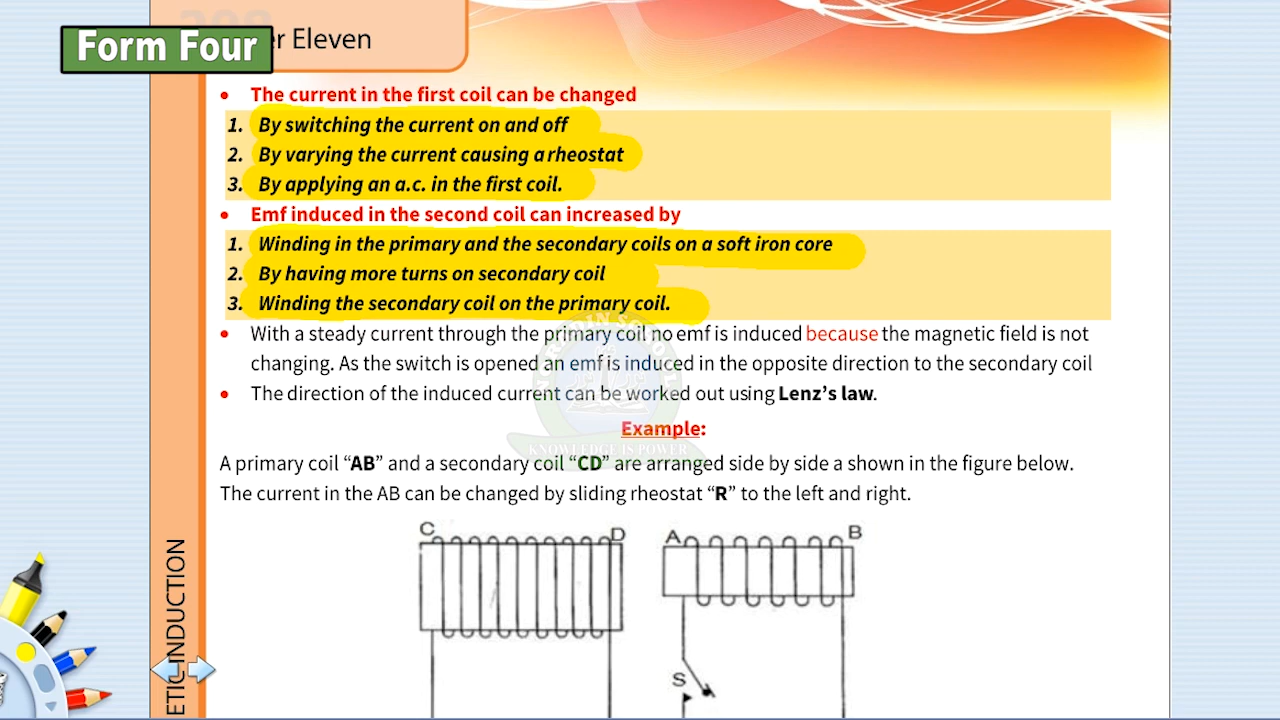 Form Four
er Eleven
• The current in the first coil can be changed
1. By switching the current on and off
2. By varying the current causing a rheostat
3. By applying an a.c. in the first coil.
• Emf induced in the second coil can increased by
1. Winding in the primary and the secondary coils on a soft iron core
2. By having more turns on secondary coil
3. Winding the secondary coil on the primary coil.
• With a steady current through the primary coil no emf is induced because the magnetic field is not
changing. As the switch is opened an emf is induced in the opposite direction to the secondary coil
• The direction of the induced current can be worked out using Lenz’s law.
Example:
KNOWLEDGE IS POWER
A primary coil “AB” and a secondary coil “CD” are arranged side by side a shown in the figure below.
The current in the AB can be changed by sliding rheostat “R” to the left and right.
C D A B
S
ETIC INDUCTION